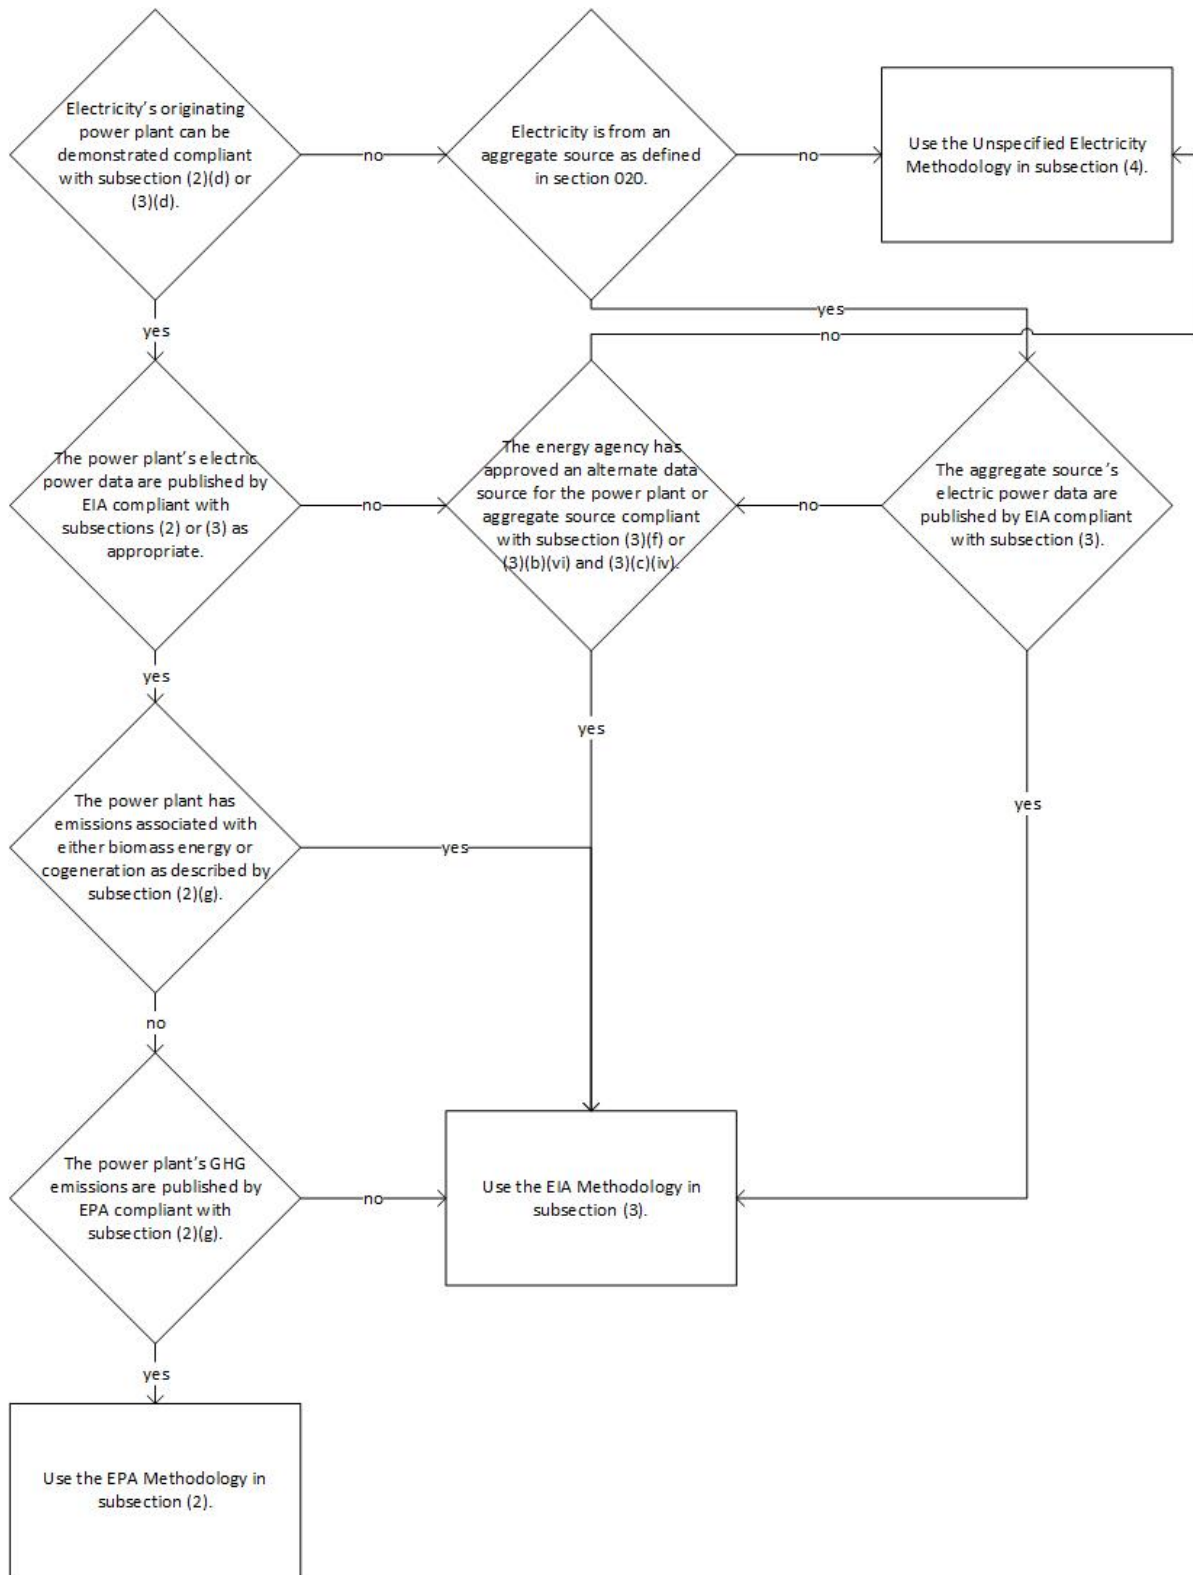 Electricity's originating
power plant can be
demonstrated compliant
with subsection (2)(d) or
(3)(d).
no
Electricity is from an
aggregate source as defined
in section 020.
no
Use the Unspecified Electricity
Methodology in subsection (4).
yes
yes
no
The power plant's electric
power data are published by
EIA compliant with
subsections (2) or (3) as
appropriate.
no
The energy agency has
approved an alternate data
source for the power plant or
aggregate source compliant
with subsection (3)(f) or
(3)(b)(vi) and (3)(c)(iv).
no
The aggregate source's
electric power data are
published by EIA compliant
with subsection (3).
yes
yes
yes
The power plant has
emissions associated with
either biomass energy or
cogeneration as described by
subsection (2)(g).
yes
no
The power plant's GHG
emissions are published by
EPA compliant with
subsection (2)(g).
no
Use the EIA Methodology in
subsection (3).
yes
Use the EPA Methodology in
subsection (2).